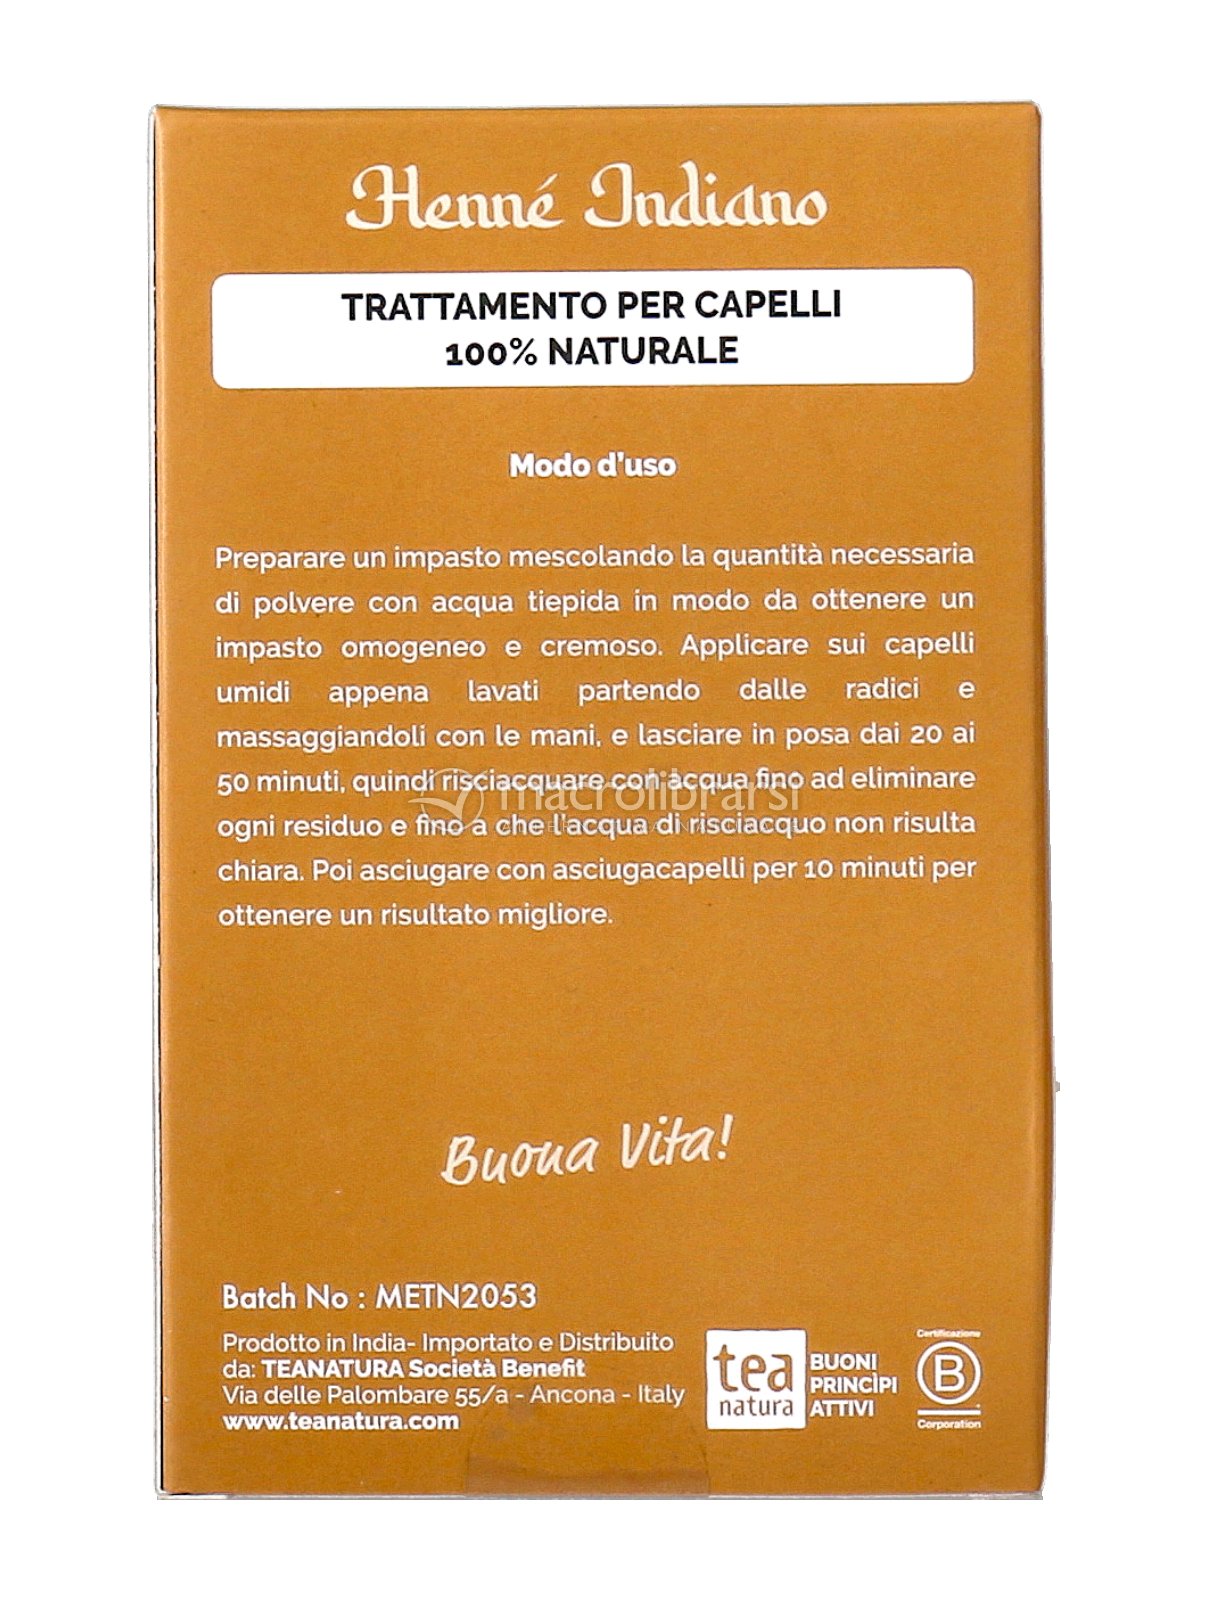 Henné Indiano
TRATTAMENTO PER CAPELLI
100% NATURALE
Modo d'uso
Preparare un impasto mescolando la quantità necessaria
di polvere con acqua tiepida in modo da ottenere un
impasto omogeneo e cremoso. Applicare sui capelli
umidi appena lavati partendo dalle radici e
massaggiandoli con le mani, e lasciare in posa dai 20 ai
50 minuti, quindi risciacquare con acqua fino ad eliminare
macrolibrarsi
ogni residuo e fino a che l'acqua di risciacquo non risulta
chiara. Poi asciugare con asciugacapelli per 10 minuti per
ottenere un risultato migliore.
Buona Vita!
Batch No : METN2053
Prodotto in India- Importato e Distribuito
da: TEANATURA Società Benefit
Via delle Palombare 55/a - Ancona - Italy
www.teanatura.com
tea
natura
BUONI
PRINCÌPI
ATTIVI
Certificazione
B
Corporation